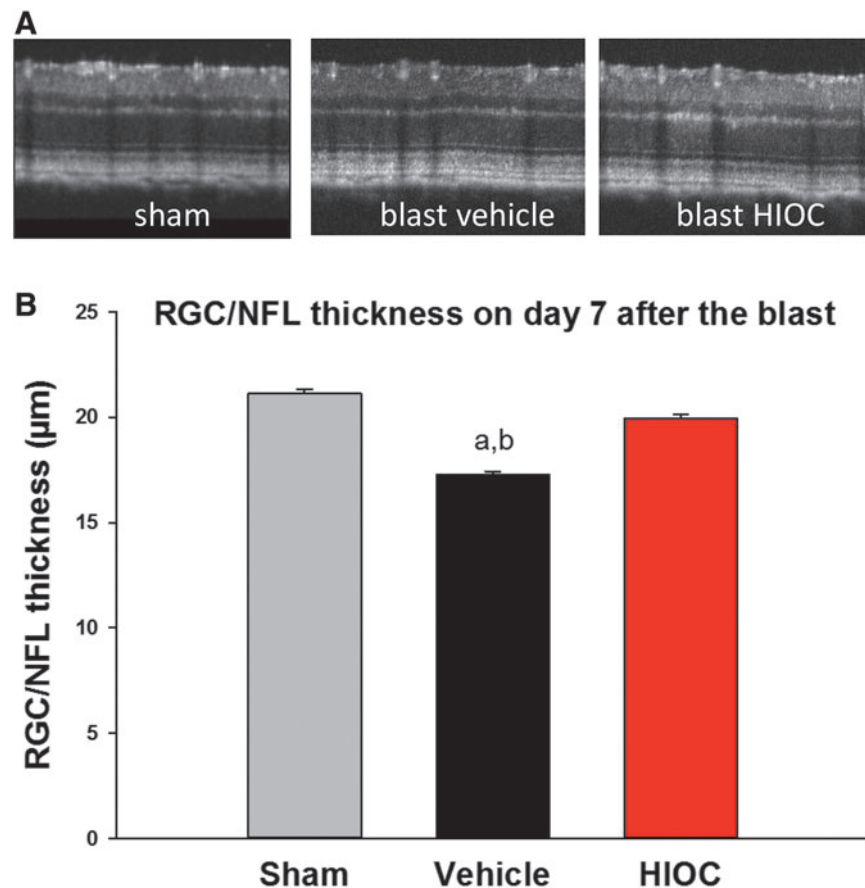 A
sham
blast vehicle
blast HIOC
B
RGC/NFL thickness on day 7 after the blast
RGC/NFL thickness (µm)
25
20
15
10
5
0
a,b
Sham
Vehicle
HIOC